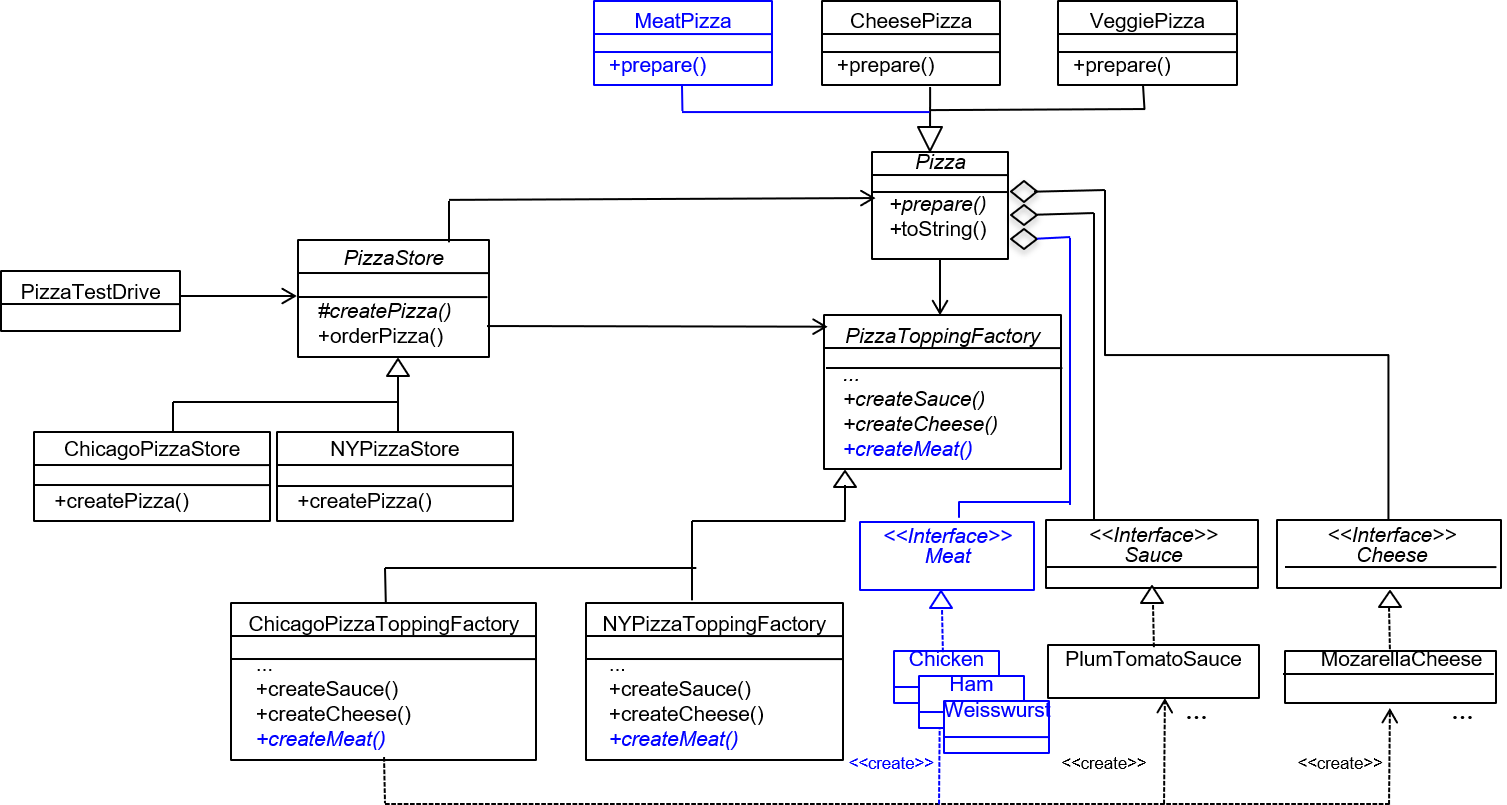 MeatPizza
+prepare()
CheesePizza
+prepare()
VeggiePizza
+prepare()
Pizza
+prepare()
+toString()
PizzaStore
#createPizza()
+orderPizza()
PizzaTestDrive
PizzaToppingFactory
...
+createSauce()
+createCheese()
+createMeat()
ChicagoPizzaStore
+createPizza()
NYPizzaStore
+createPizza()
<<Interface>>
Meat
<<Interface>>
Sauce
<<Interface>>
Cheese
ChicagoPizzaToppingFactory
...
+createSauce()
+createCheese()
+createMeat()
NYPizzaToppingFactory
...
+createSauce()
+createCheese()
+createMeat()
Chicken
Ham
Weisswurst
PlumTomatoSauce
...
MozarellaCheese
...
<<create>>
<<create>>
<<create>>